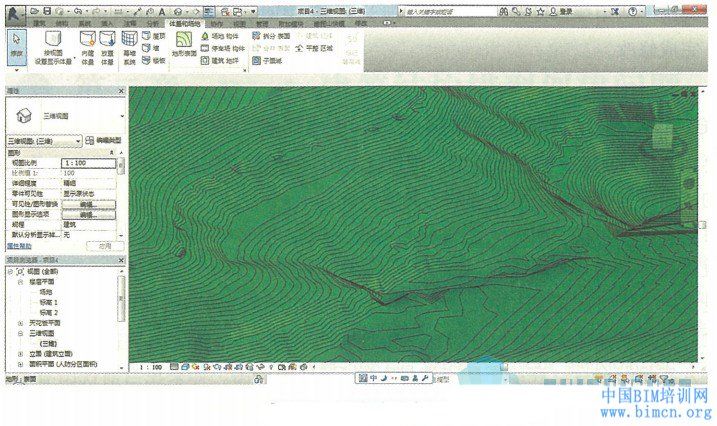 项目4 - 三维视图: {三维}
键入关键字或短语
登录
建筑 结构 系统 插入 注释 分析 体量和场地 协作 视图 管理 附加模块 修改
修改
按视图
设置显示体量
内建
体量
放置
体量
幕墙
系统
屋顶
墙
楼板
地形表面
场地 构件
停车场 构件
建筑 地坪
拆分 表面
合并 表面
子面域
平整 区域
属性
三维视图
三维视图: {三维}
编辑类型
图形
视图比例 1 : 100
比例值 1: 100
详细程度 精细
零件可见性 显示原状态
可见性/图形替换 编辑...
图形显示选项 编辑...
规程 建筑
默认分析显示样... 无
属性帮助
应用
项目浏览器 - 项目4
视图 (全部)
楼层平面
场地
标高 1
标高 2
天花板平面
三维视图
{三维}
立面 (建筑立面)
面积平面 (人防分区面积)
1 : 100
地形 : 表面
中
中国BIM培训网
www.bimcn.org